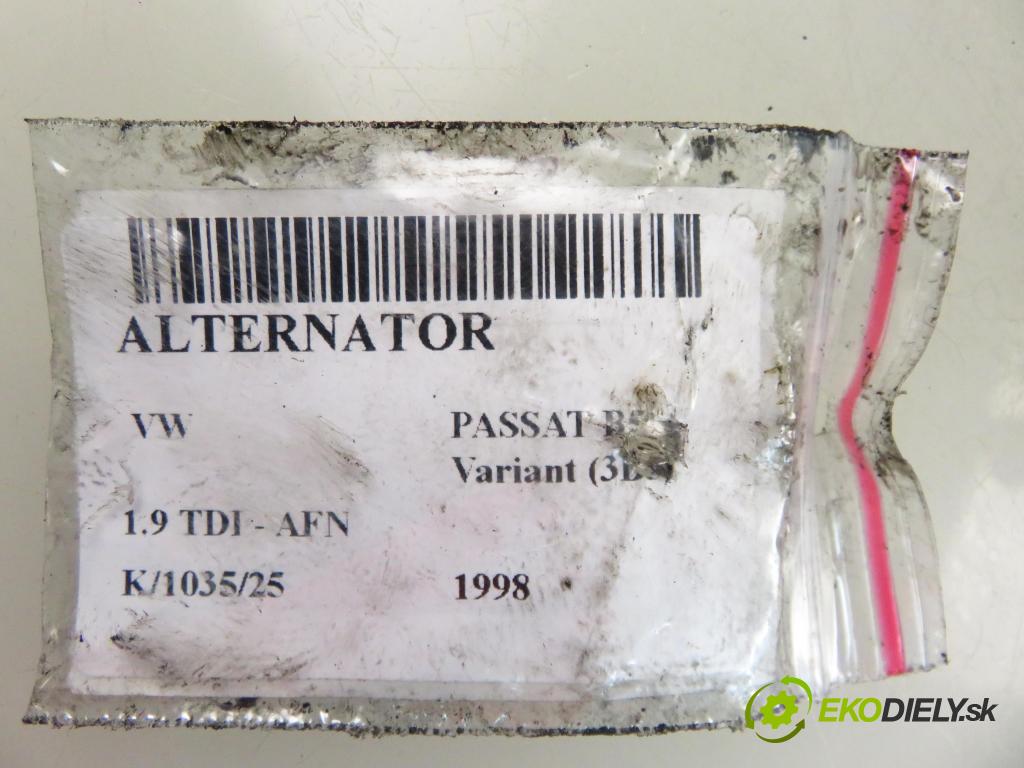 ALTERNATOR
VW PASSAT
Variant
1.9 TDI - AFN
K/1035/25 1998
EKODIELY.sk